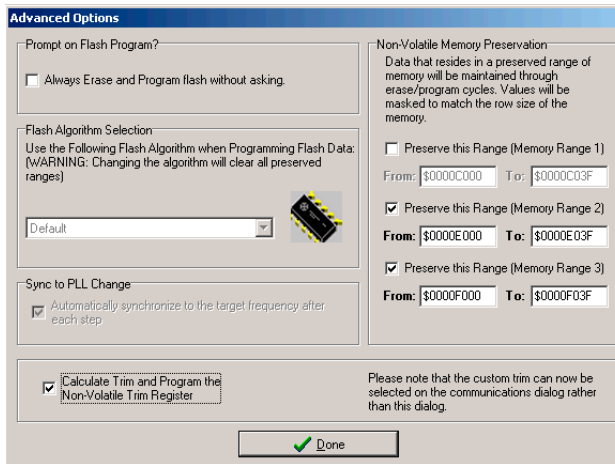 Advanced Options
Prompt on Flash Program?
Always Erase and Program flash without asking.
Flash Algorithm Selection
Use the Following Flash Algorithm when Programming Flash Data:
(WARNING: Changing the algorithm will clear all preserved
ranges)
Default
Sync to PLL Change
Automatically synchronize to the target frequency after
each step
Non-Volatile Memory Preservation
Data that resides in a preserved range of
memory will be maintained through
erase/program cycles. Values will be
masked to match the row size of the
memory.
Preserve this Range (Memory Range 1)
From: $0000C000 To: $0000C03F
Preserve this Range (Memory Range 2)
From: $0000E000 To: $0000E03F
Preserve this Range (Memory Range 3)
From: $0000F000 To: $0000F03F
Calculate Trim and Program the
Non-Volatile Trim Register
Please note that the custom trim can now be
selected on the communications dialog rather
than this dialog.
Done